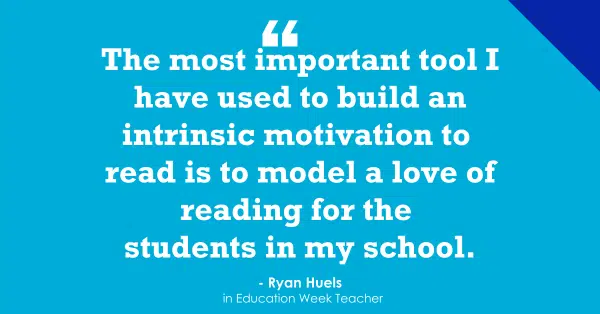 “
The most important tool I
have used to build an
intrinsic motivation to
read is to model a love of
reading for the
students in my school.
- Ryan Huels
in Education Week Teacher